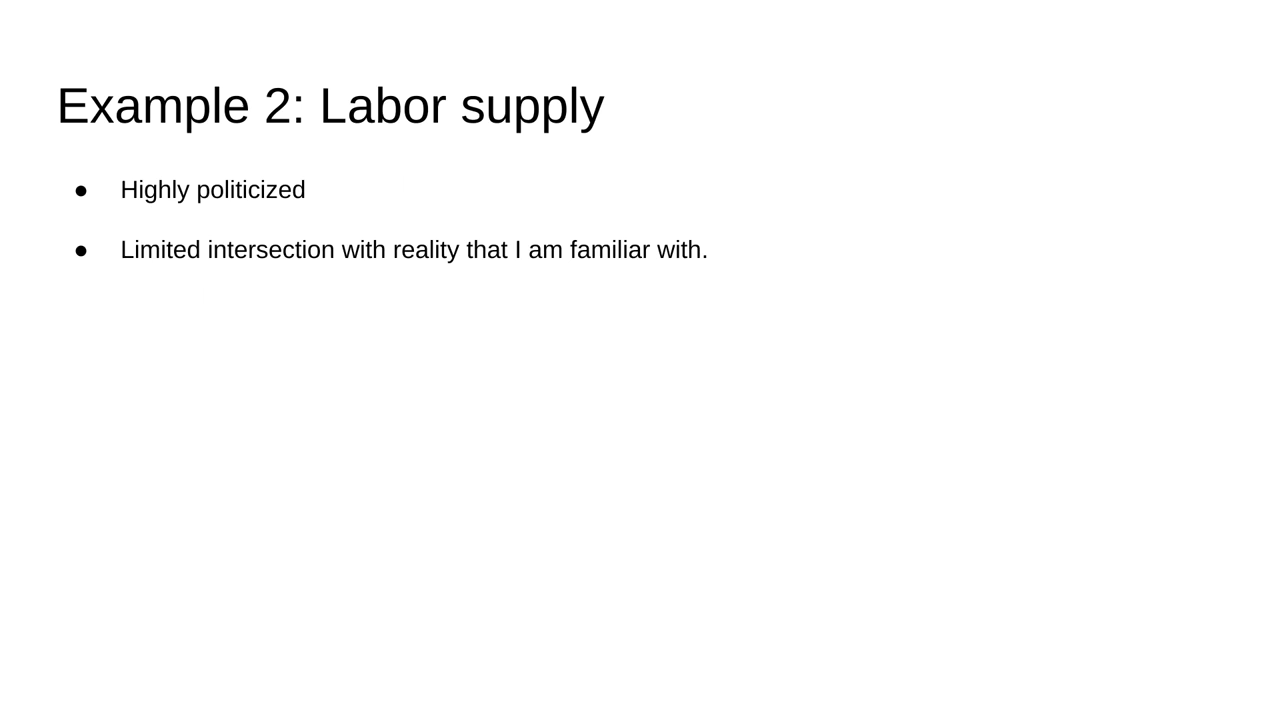 Example 2: Labor supply
● Highly politicized
● Limited intersection with reality that I am familiar with.